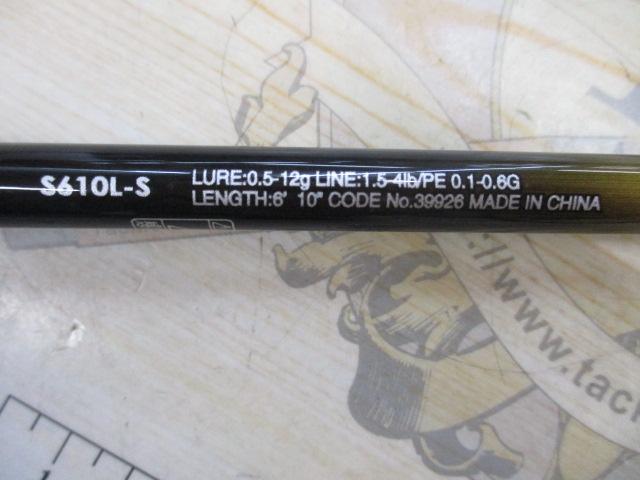 S610L-S
LURE:0.5-12g LINE:1.5-4lb/PE 0.1-0.6G
LENGTH:6' 10" CODE No.39926 MADE IN CHINA
://www.tac
1